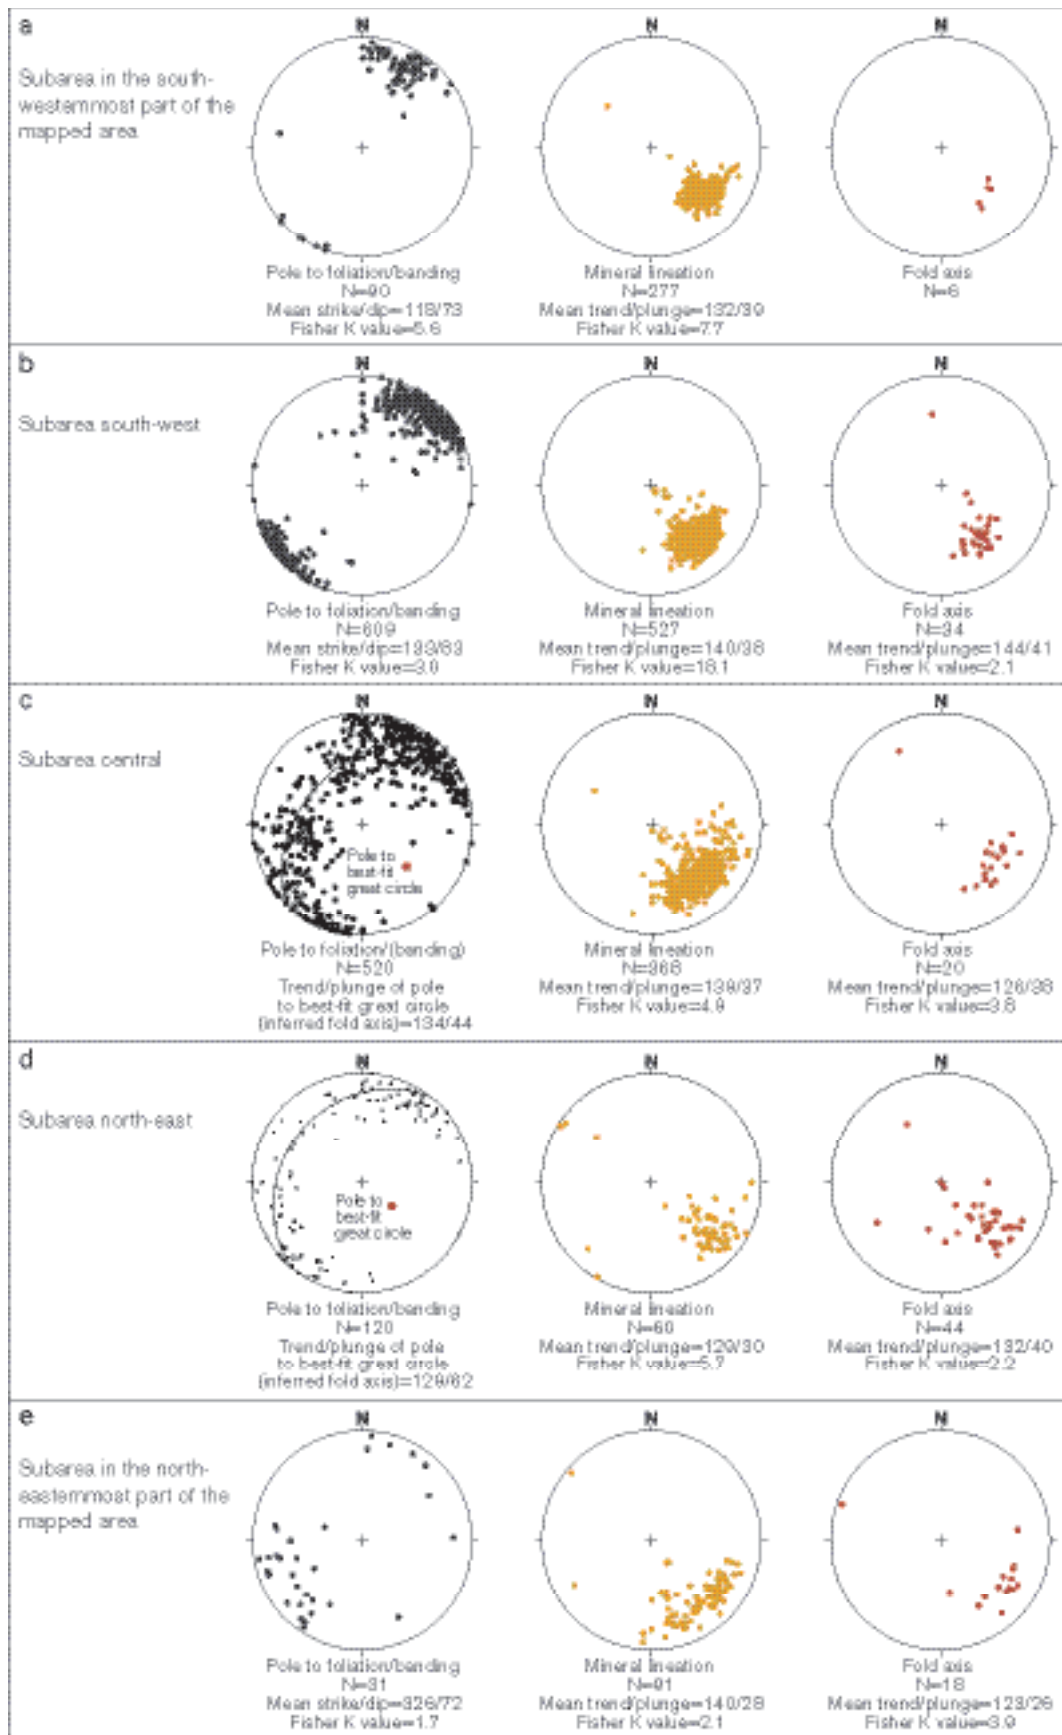 a
Subarea in the south-
westernmost part of the
mapped area
N
Pole to foliation/banding
N=90
Mean strike/dip=118/73
Fisher K value=5.6
N
Mineral lineation
N=277
Mean trend/plunge=132/39
Fisher K value=7.7
N
Fold axis
N=6
b
Subarea south-west
N
Pole to foliation/banding
N=609
Mean strike/dip=133/83
Fisher K value=3.0
N
Mineral lineation
N=527
Mean trend/plunge=140/38
Fisher K value=18.1
N
Fold axis
N=34
Mean trend/plunge=144/41
Fisher K value=2.1
c
Subarea central
N
Pole to
best-fit
great circle
Pole to foliation/(banding)
N=520
Trend/plunge of pole
to best-fit great circle
(inferred fold axis)=134/44
N
Mineral lineation
N=368
Mean trend/plunge=139/37
Fisher K value=4.9
N
Fold axis
N=20
Mean trend/plunge=126/38
Fisher K value=3.8
d
Subarea north-east
N
Pole to
best-fit
great circle
Pole to foliation/banding
N=120
Trend/plunge of pole
to best-fit great circle
(inferred fold axis)=129/62
N
Mineral lineation
N=60
Mean trend/plunge=129/30
Fisher K value=5.7
N
Fold axis
N=44
Mean trend/plunge=132/40
Fisher K value=2.2
e
Subarea in the north-
easternmost part of the
mapped area
N
Pole to foliation/banding
N=31
Mean strike/dip=326/72
Fisher K value=1.7
N
Mineral lineation
N=91
Mean trend/plunge=140/28
Fisher K value=2.1
N
Fold axis
N=18
Mean trend/plunge=123/26
Fisher K value=3.9